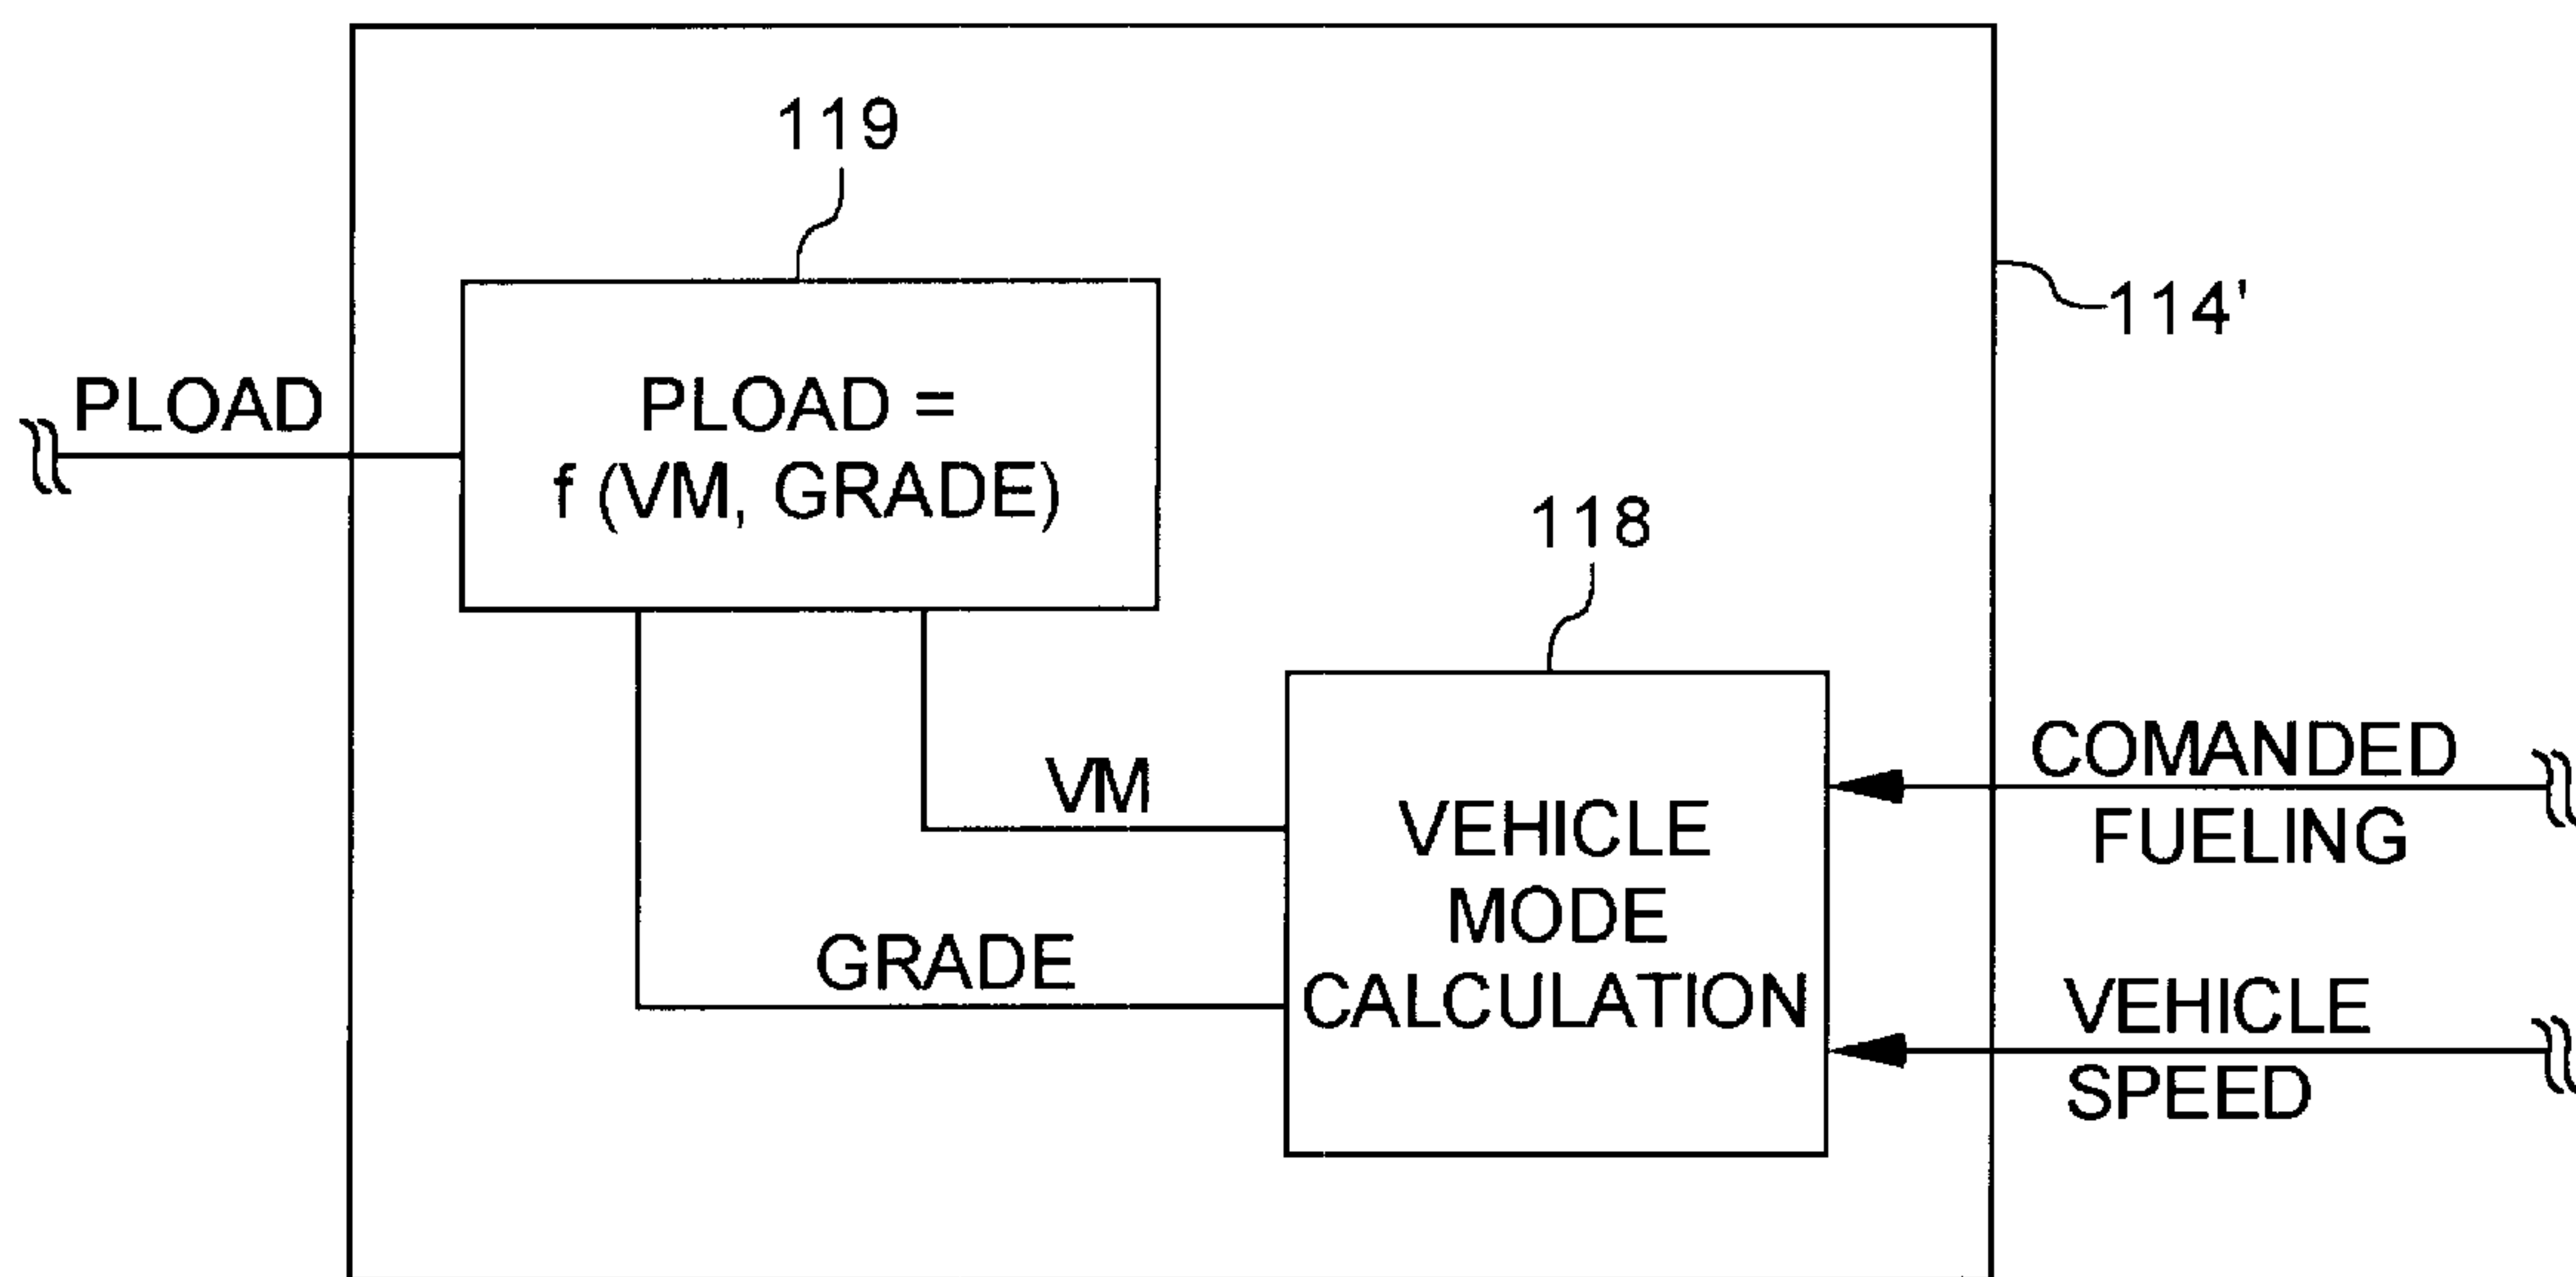 119
114'
PLOAD
PLOAD =
f (VM, GRADE)
118
COMANDED
FUELING
VM
VEHICLE
MODE
CALCULATION
GRADE
VEHICLE
SPEED